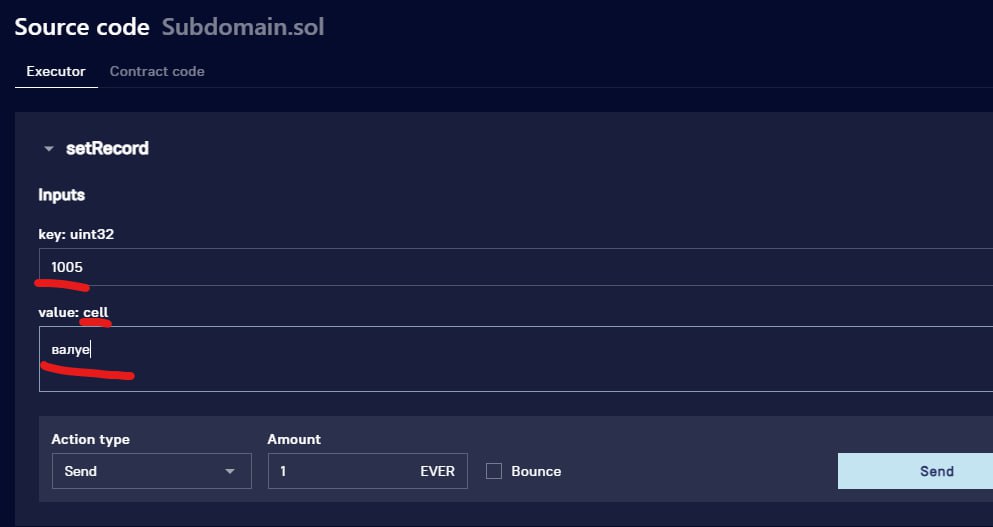 Source code Subdomain.sol
Executor Contract code
setRecord
Inputs
key: uint32
1005
value: cell
валуе
Action type Amount
Send 1 EVER Bounce Send